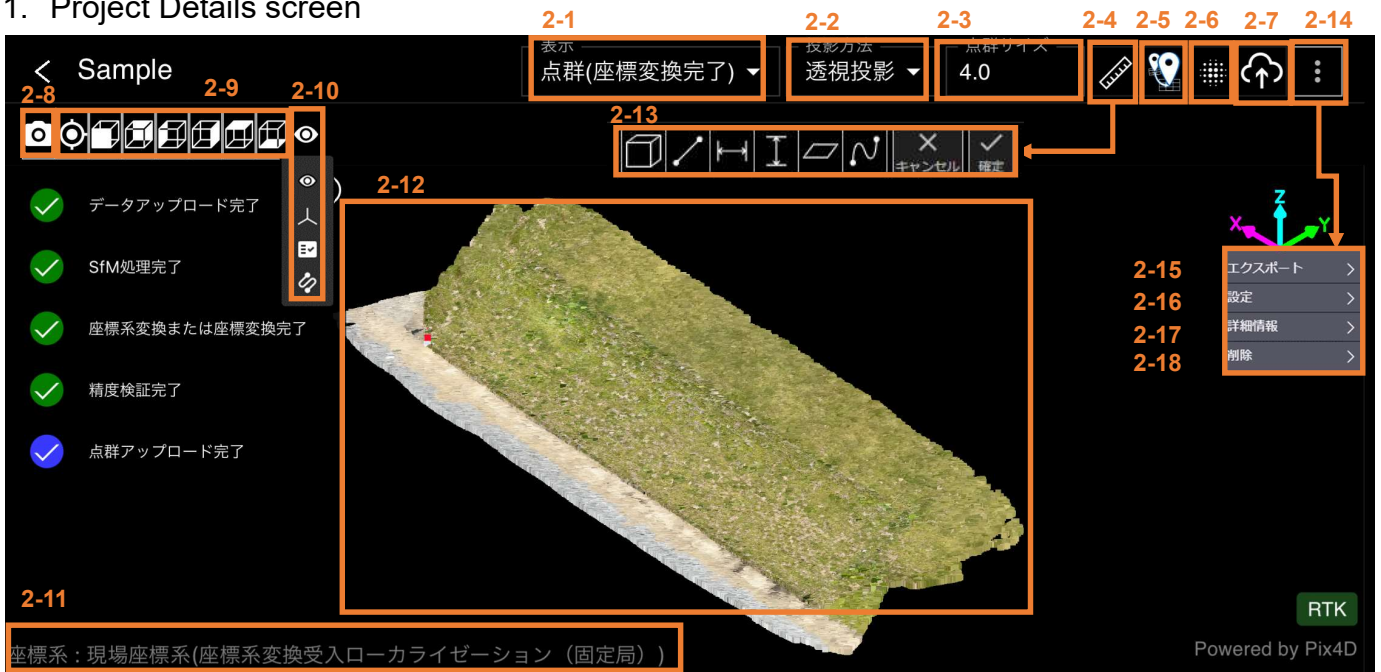 1. Project Details screen
2-1
2-2
2-3
2-4
2-5
2-6
2-7
2-14
Sample
表示
点群(座標変換完了)
投影方法
透視投影
点群サイズ
4.0
2-8
2-9
2-10
2-13
キャンセル
確定
2-12
データアップロード完了
SfM処理完了
座標系変換または座標変換完了
精度検証完了
点群アップロード完了
Z
X
Y
2-15
エクスポート
2-16
設定
2-17
詳細情報
2-18
削除
2-11
座標系 : 現場座標系(座標系変換受入ローカライゼーション（固定局）)
RTK
Powered by Pix4D